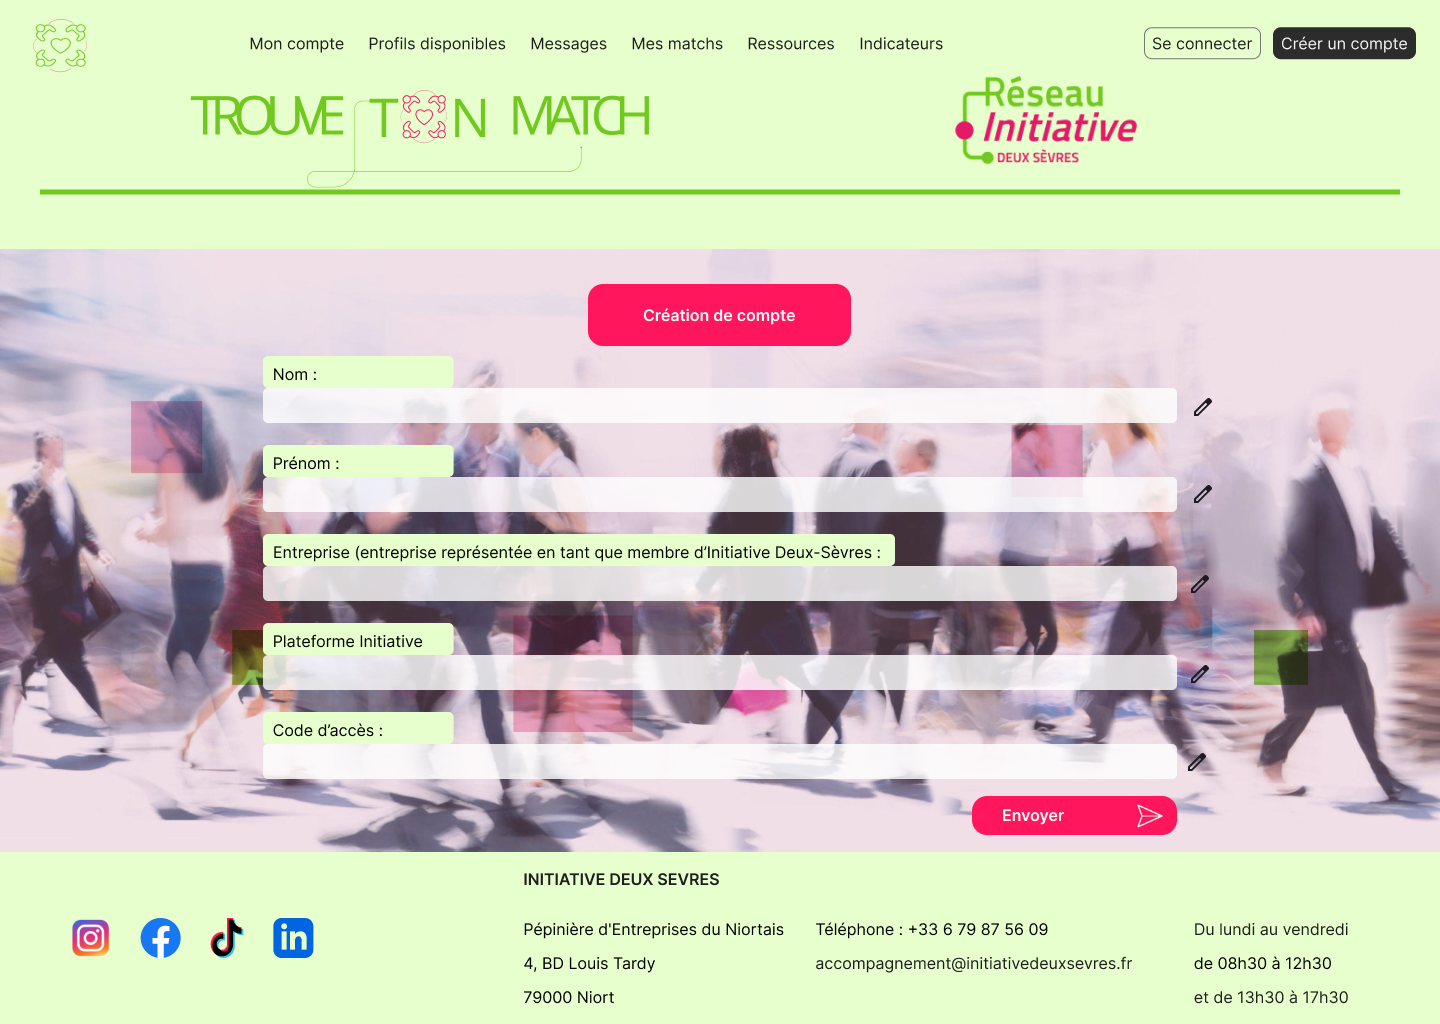 Mon compte Profils disponibles Messages Mes matchs Ressources Indicateurs Se connecter Créer un compte
TROUVE TON MATCH
Réseau
Initiative
DEUX SÈVRES
Création de compte
Nom :
Prénom :
Entreprise (entreprise représentée en tant que membre d’Initiative Deux-Sèvres :
Plateforme Initiative
Code d’accès :
Envoyer
INITIATIVE DEUX SEVRES
Pépinière d'Entreprises du Niortais
4, BD Louis Tardy
79000 Niort
Téléphone : +33 6 79 87 56 09
accompagnement@initiativedeuxsevres.fr
Du lundi au vendredi
de 08h30 à 12h30
et de 13h30 à 17h30